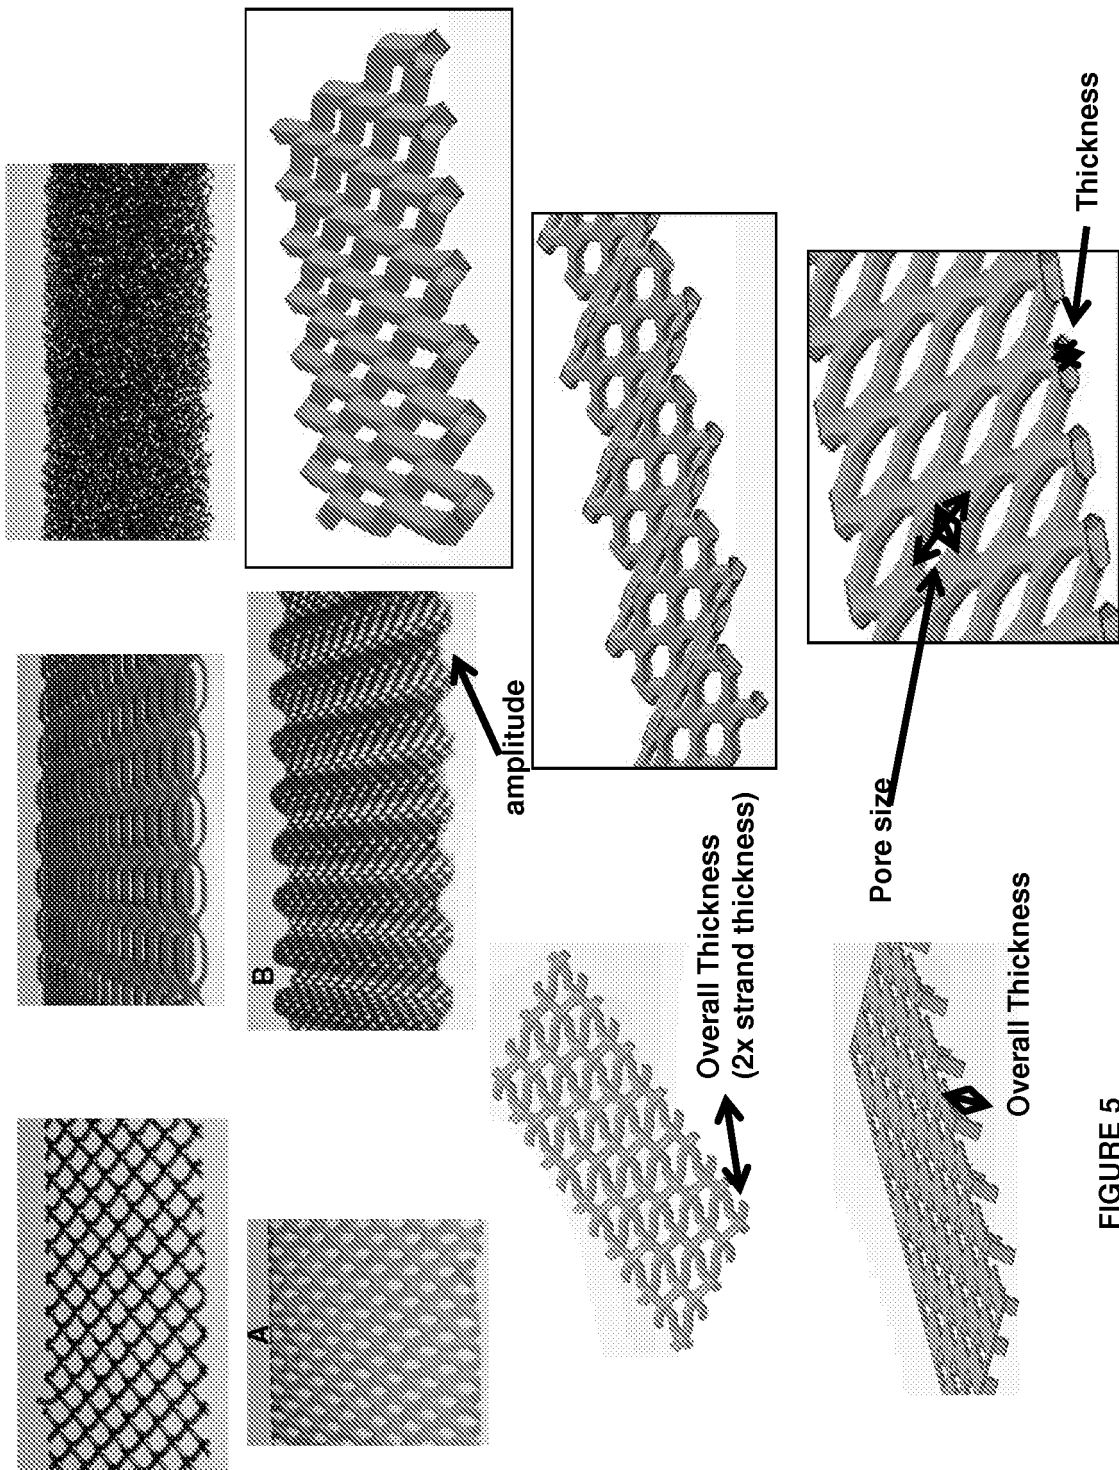 A
B
amplitude
Overall Thickness
(2x strand thickness)
Overall Thickness
Pore size
Thickness
FIGURE 5